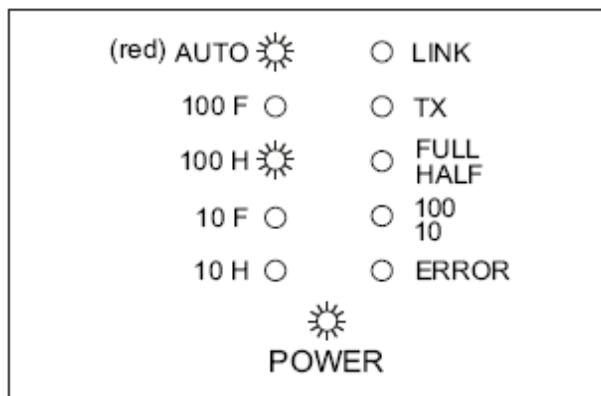 (red) AUTO LINK
100 F TX
100 H FULL
HALF
10 F 100
10
10 H ERROR
POWER